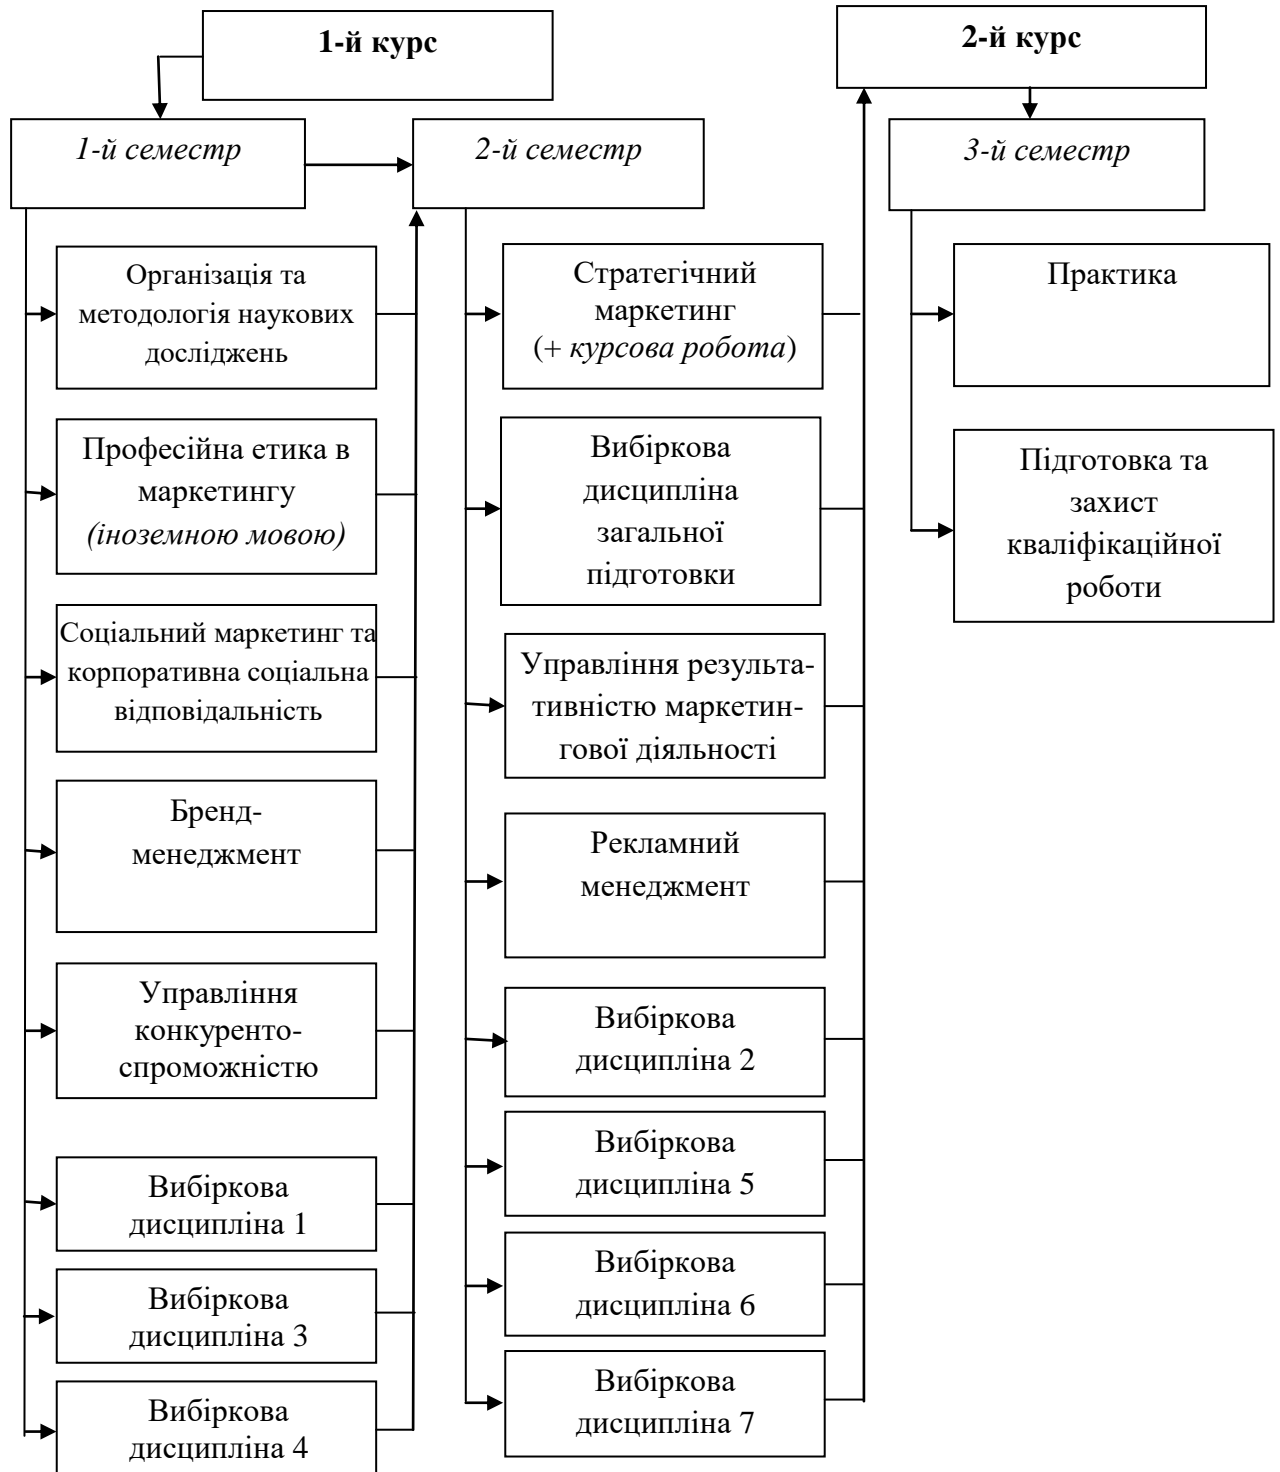 1-й курс
2-й курс
1-й семестр
2-й семестр
3-й семестр
Організація та
методологія наукових
досліджень
Професійна етика в
маркетингу
(іноземною мовою)
Соціальний маркетинг та
корпоративна соціальна
відповідальність
Бренд-
менеджмент
Управління
конкуренто-
спроможністю
Вибіркова
дисципліна 1
Вибіркова
дисципліна 3
Вибіркова
дисципліна 4
Стратегічний
маркетинг
(+ курсова робота)
Вибіркова
дисципліна
загальної
підготовки
Управління результа-
тивністю маркетин-
гової діяльності
Рекламний
менеджмент
Вибіркова
дисципліна 2
Вибіркова
дисципліна 5
Вибіркова
дисципліна 6
Вибіркова
дисципліна 7
Практика
Підготовка та
захист
кваліфікаційної
роботи